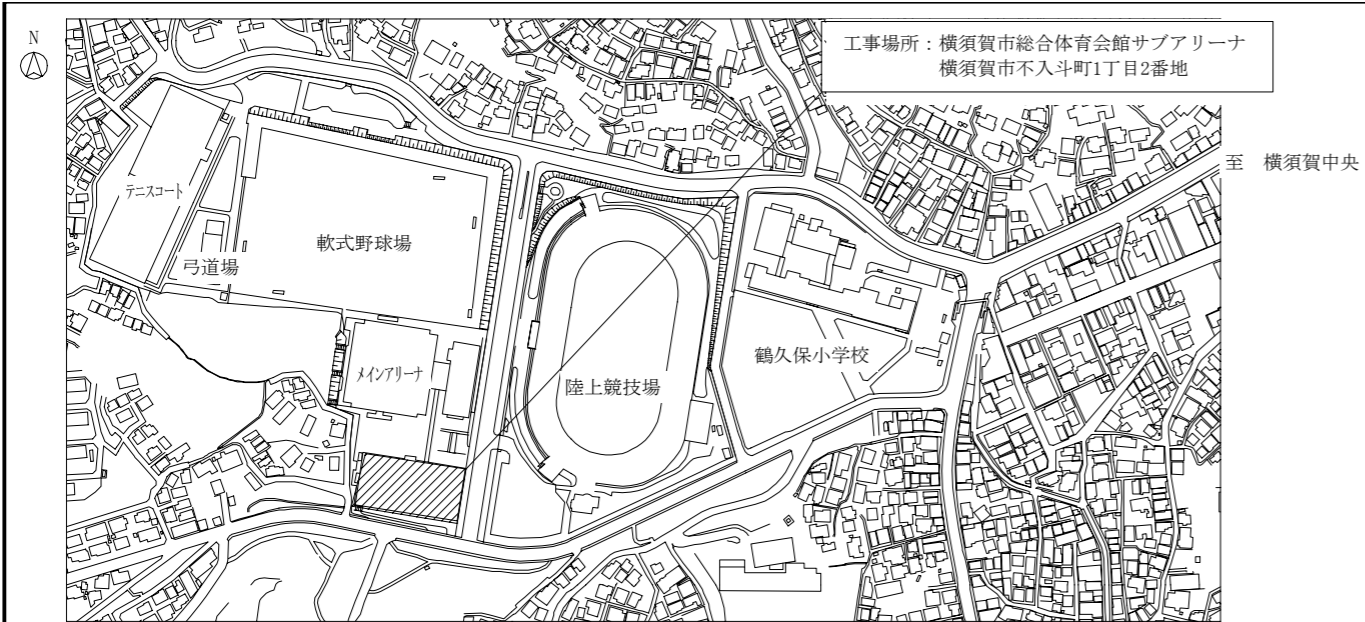 N
工事場所：横須賀市総合体育会館サブアリーナ
横須賀市不入斗町1丁目2番地
至　横須賀中央
テニスコート
軟式野球場
弓道場
メインアリーナ
陸上競技場
鶴久保小学校